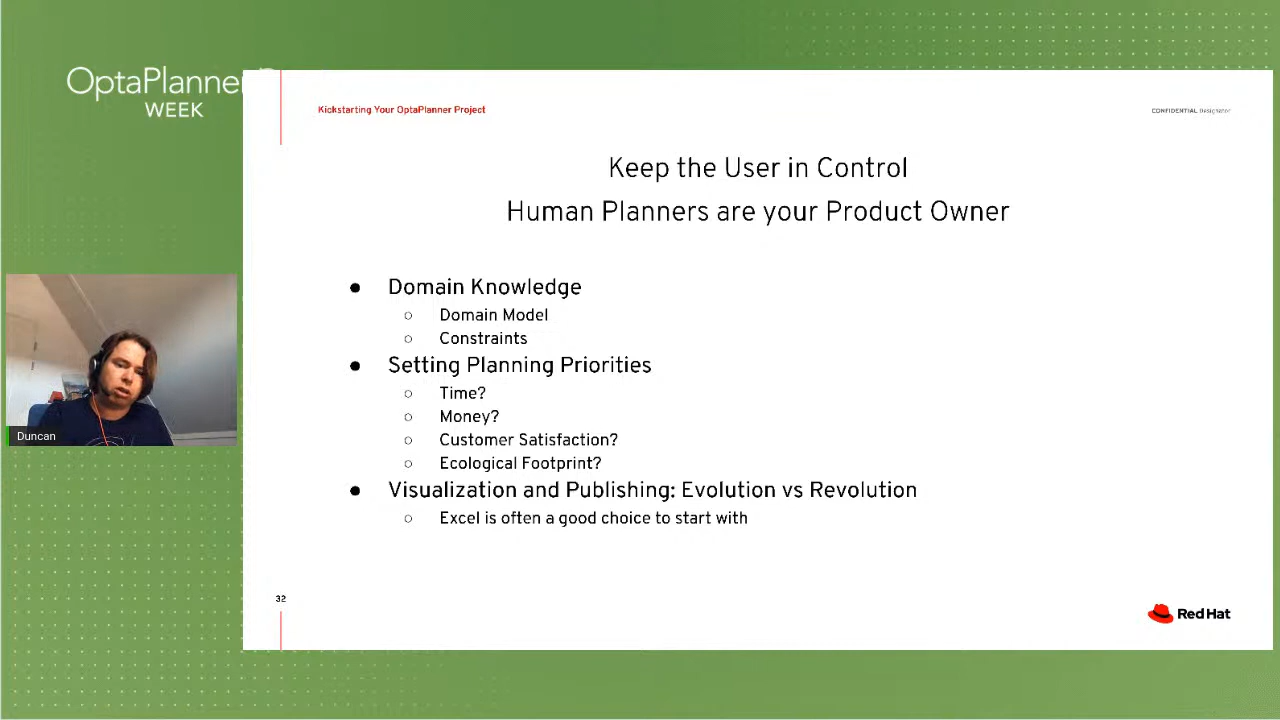 OptaPlanner
WEEK
Kickstarting Your OptaPlanner Project
CONFIDENTIAL Designator
Keep the User in Control
Human Planners are your Product Owner
● Domain Knowledge
○ Domain Model
○ Constraints
● Setting Planning Priorities
○ Time?
○ Money?
○ Customer Satisfaction?
○ Ecological Footprint?
● Visualization and Publishing: Evolution vs Revolution
○ Excel is often a good choice to start with
Duncan
32
Red Hat